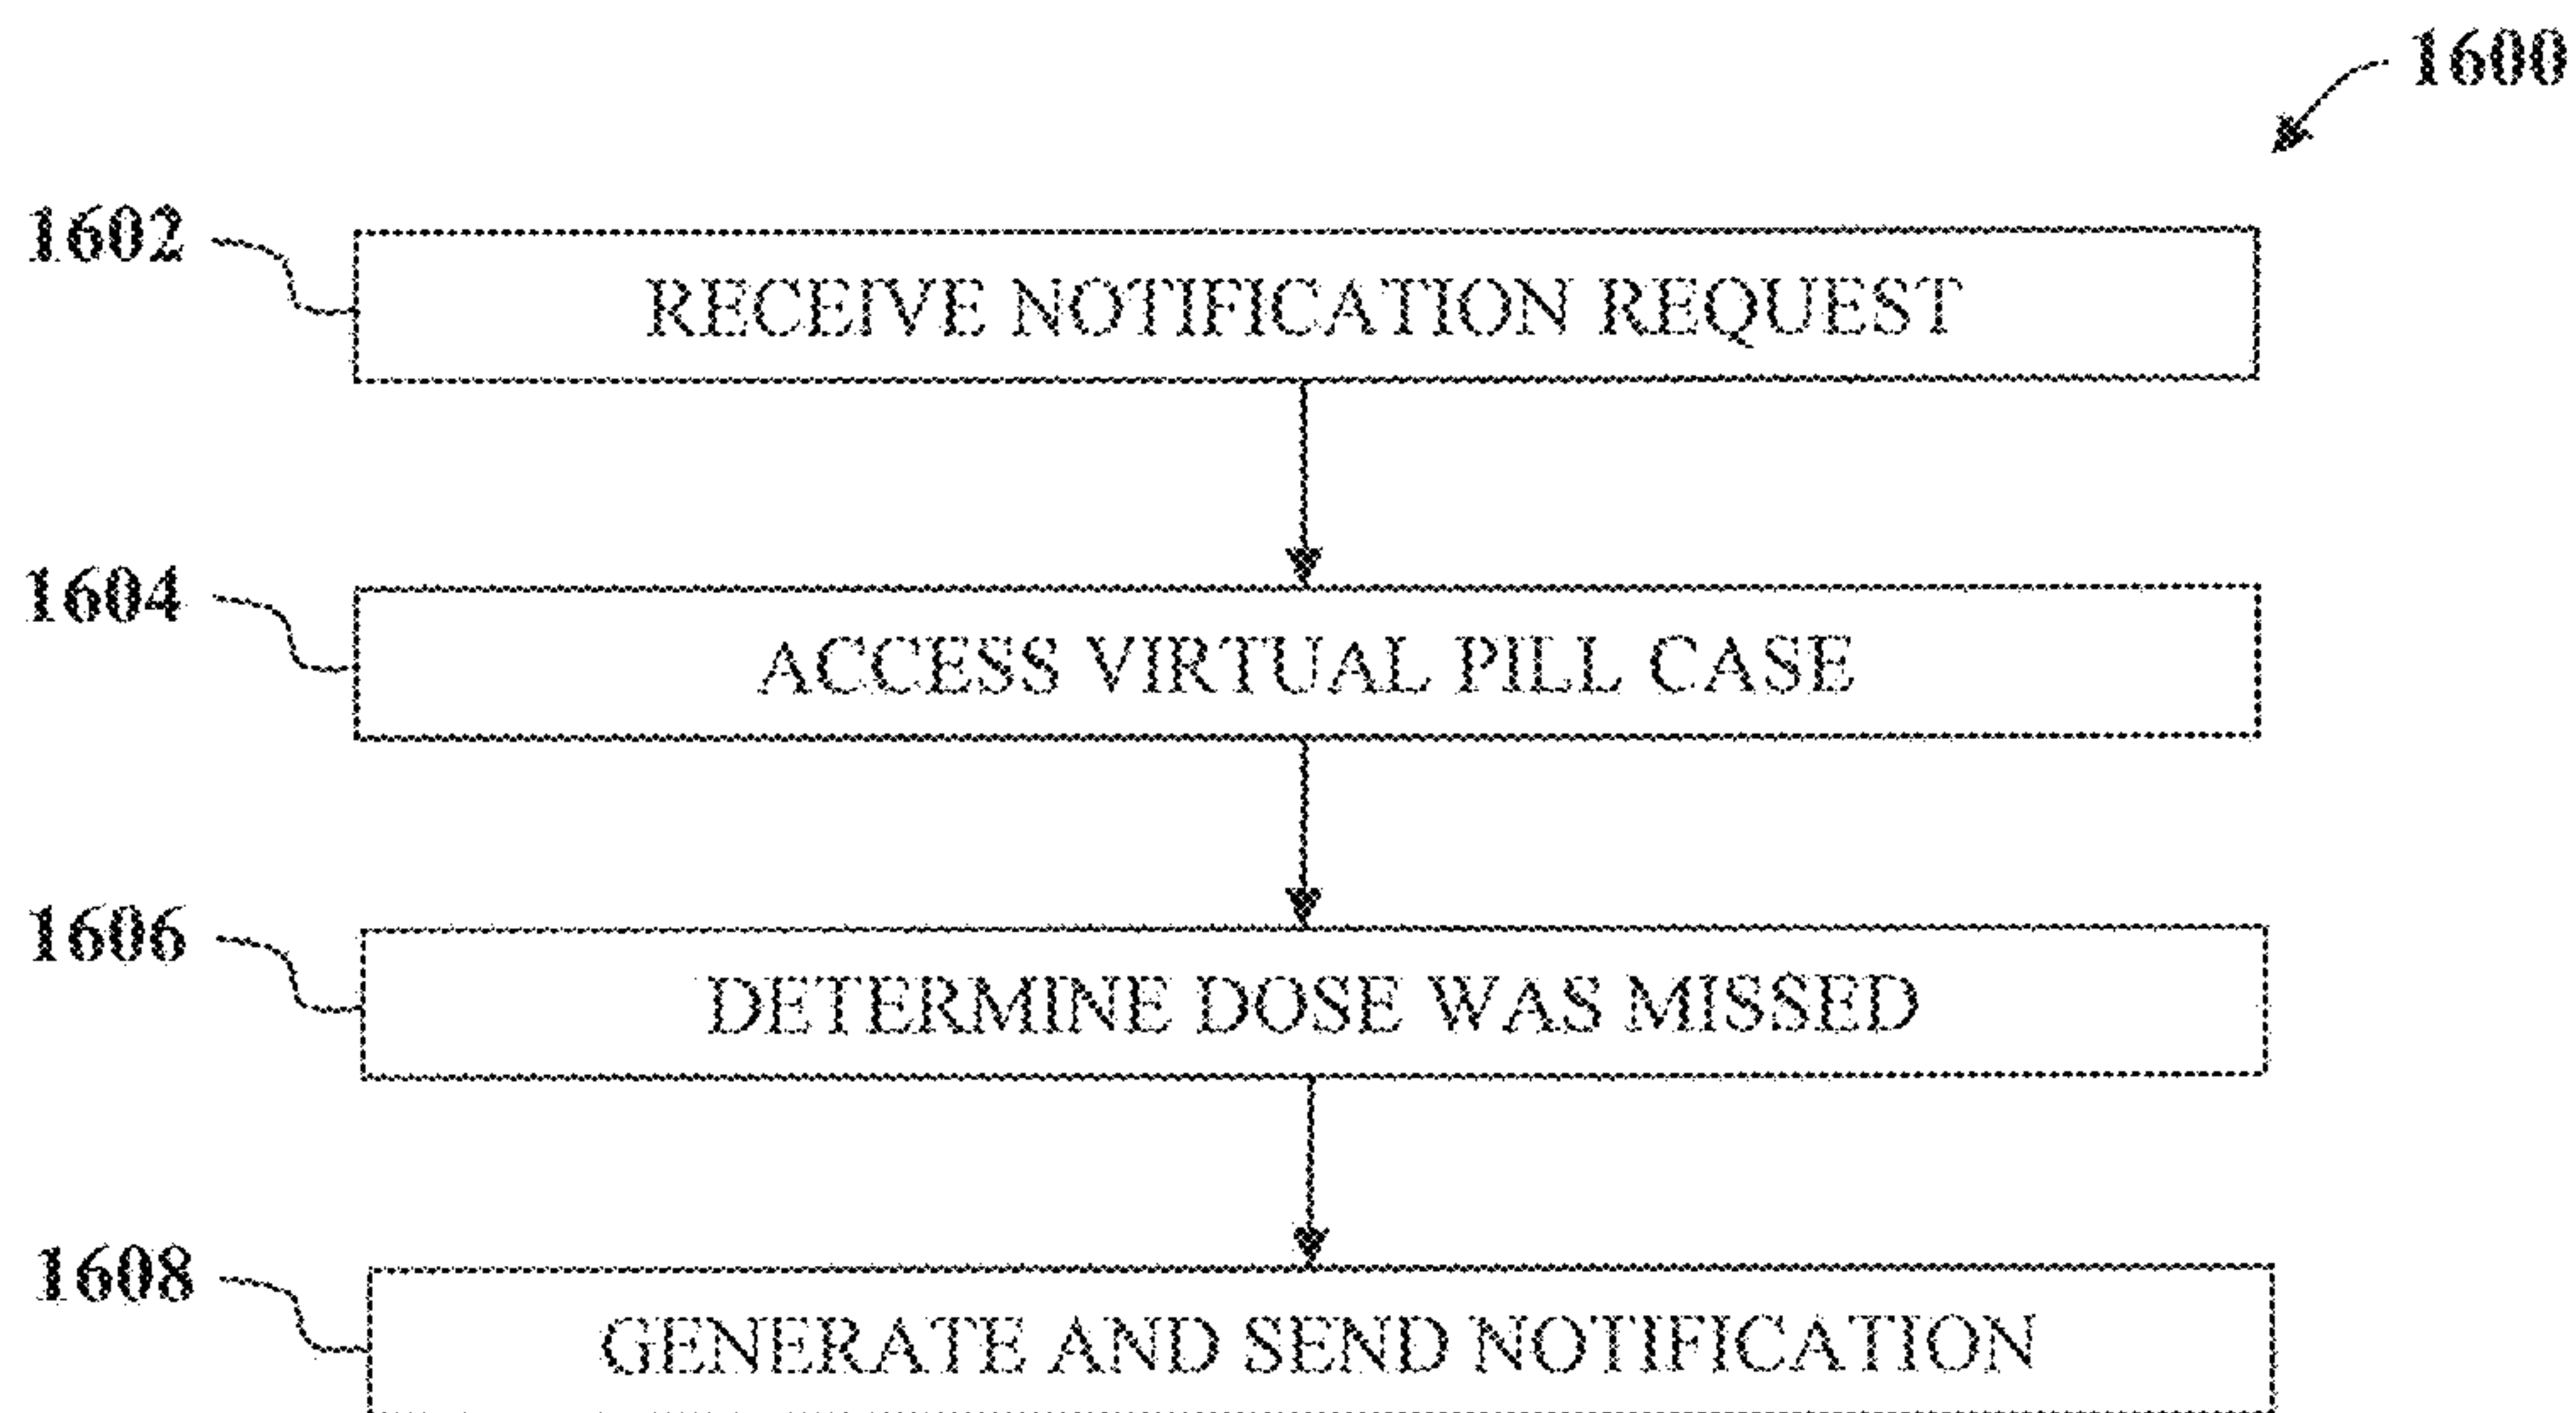 1600
1602 RECEIVE NOTIFICATION REQUEST
1604 ACCESS VIRTUAL PILL CASE
1606 DETERMINE DOSE WAS MISSED
1608 GENERATE AND SEND NOTIFICATION